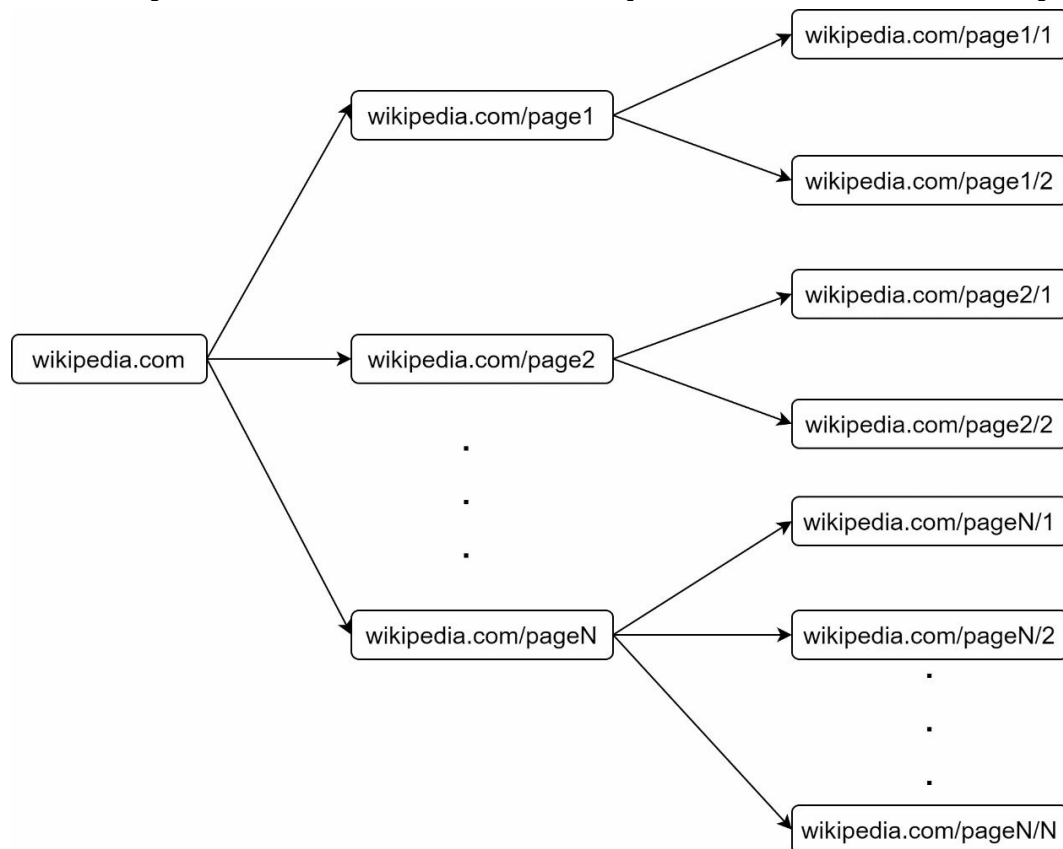 wikipedia.com/page1/1
wikipedia.com/page1
wikipedia.com/page1/2
wikipedia.com/page2/1
wikipedia.com
wikipedia.com/page2
wikipedia.com/page2/2
wikipedia.com/pageN/1
wikipedia.com/pageN
wikipedia.com/pageN/2
wikipedia.com/pageN/N